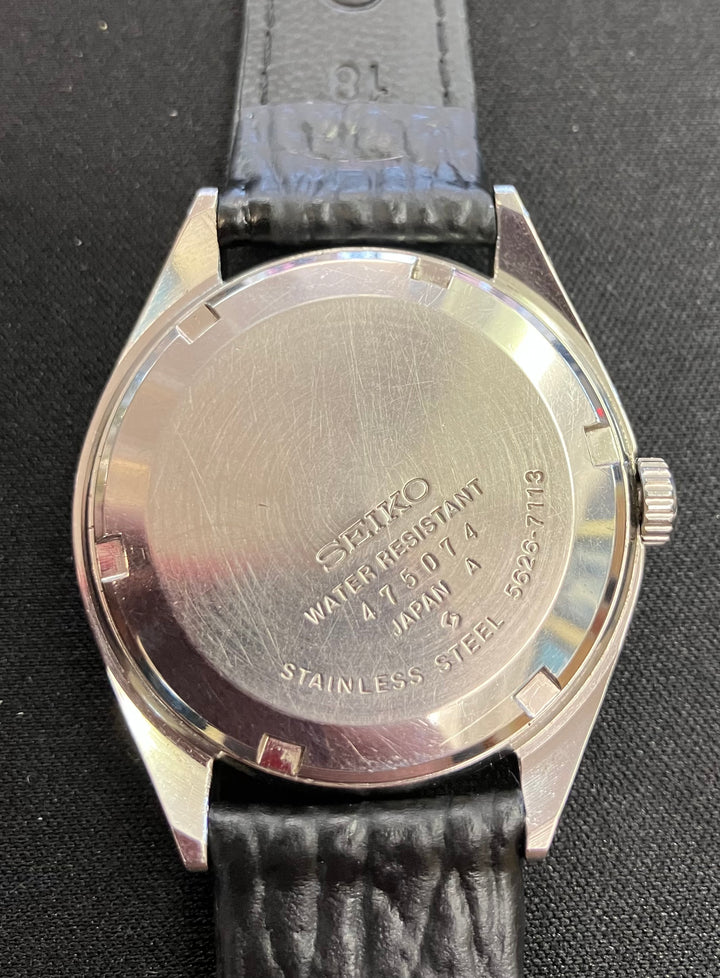 18
SEIKO
WATER RESISTANT
475074
JAPAN A
STAINLESS STEEL 5626-7113